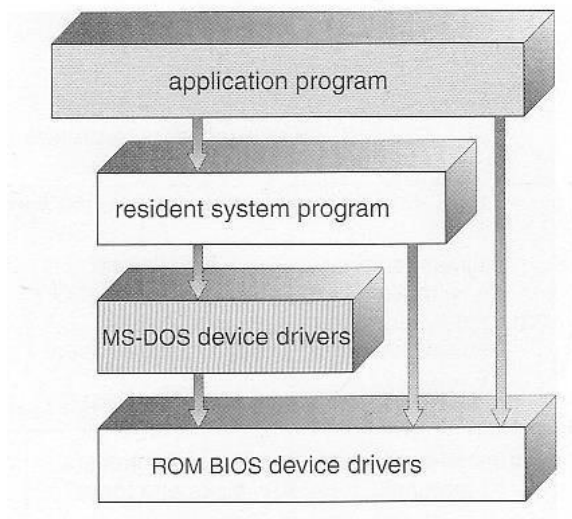 application program
resident system program
MS-DOS device drivers
ROM BIOS device drivers